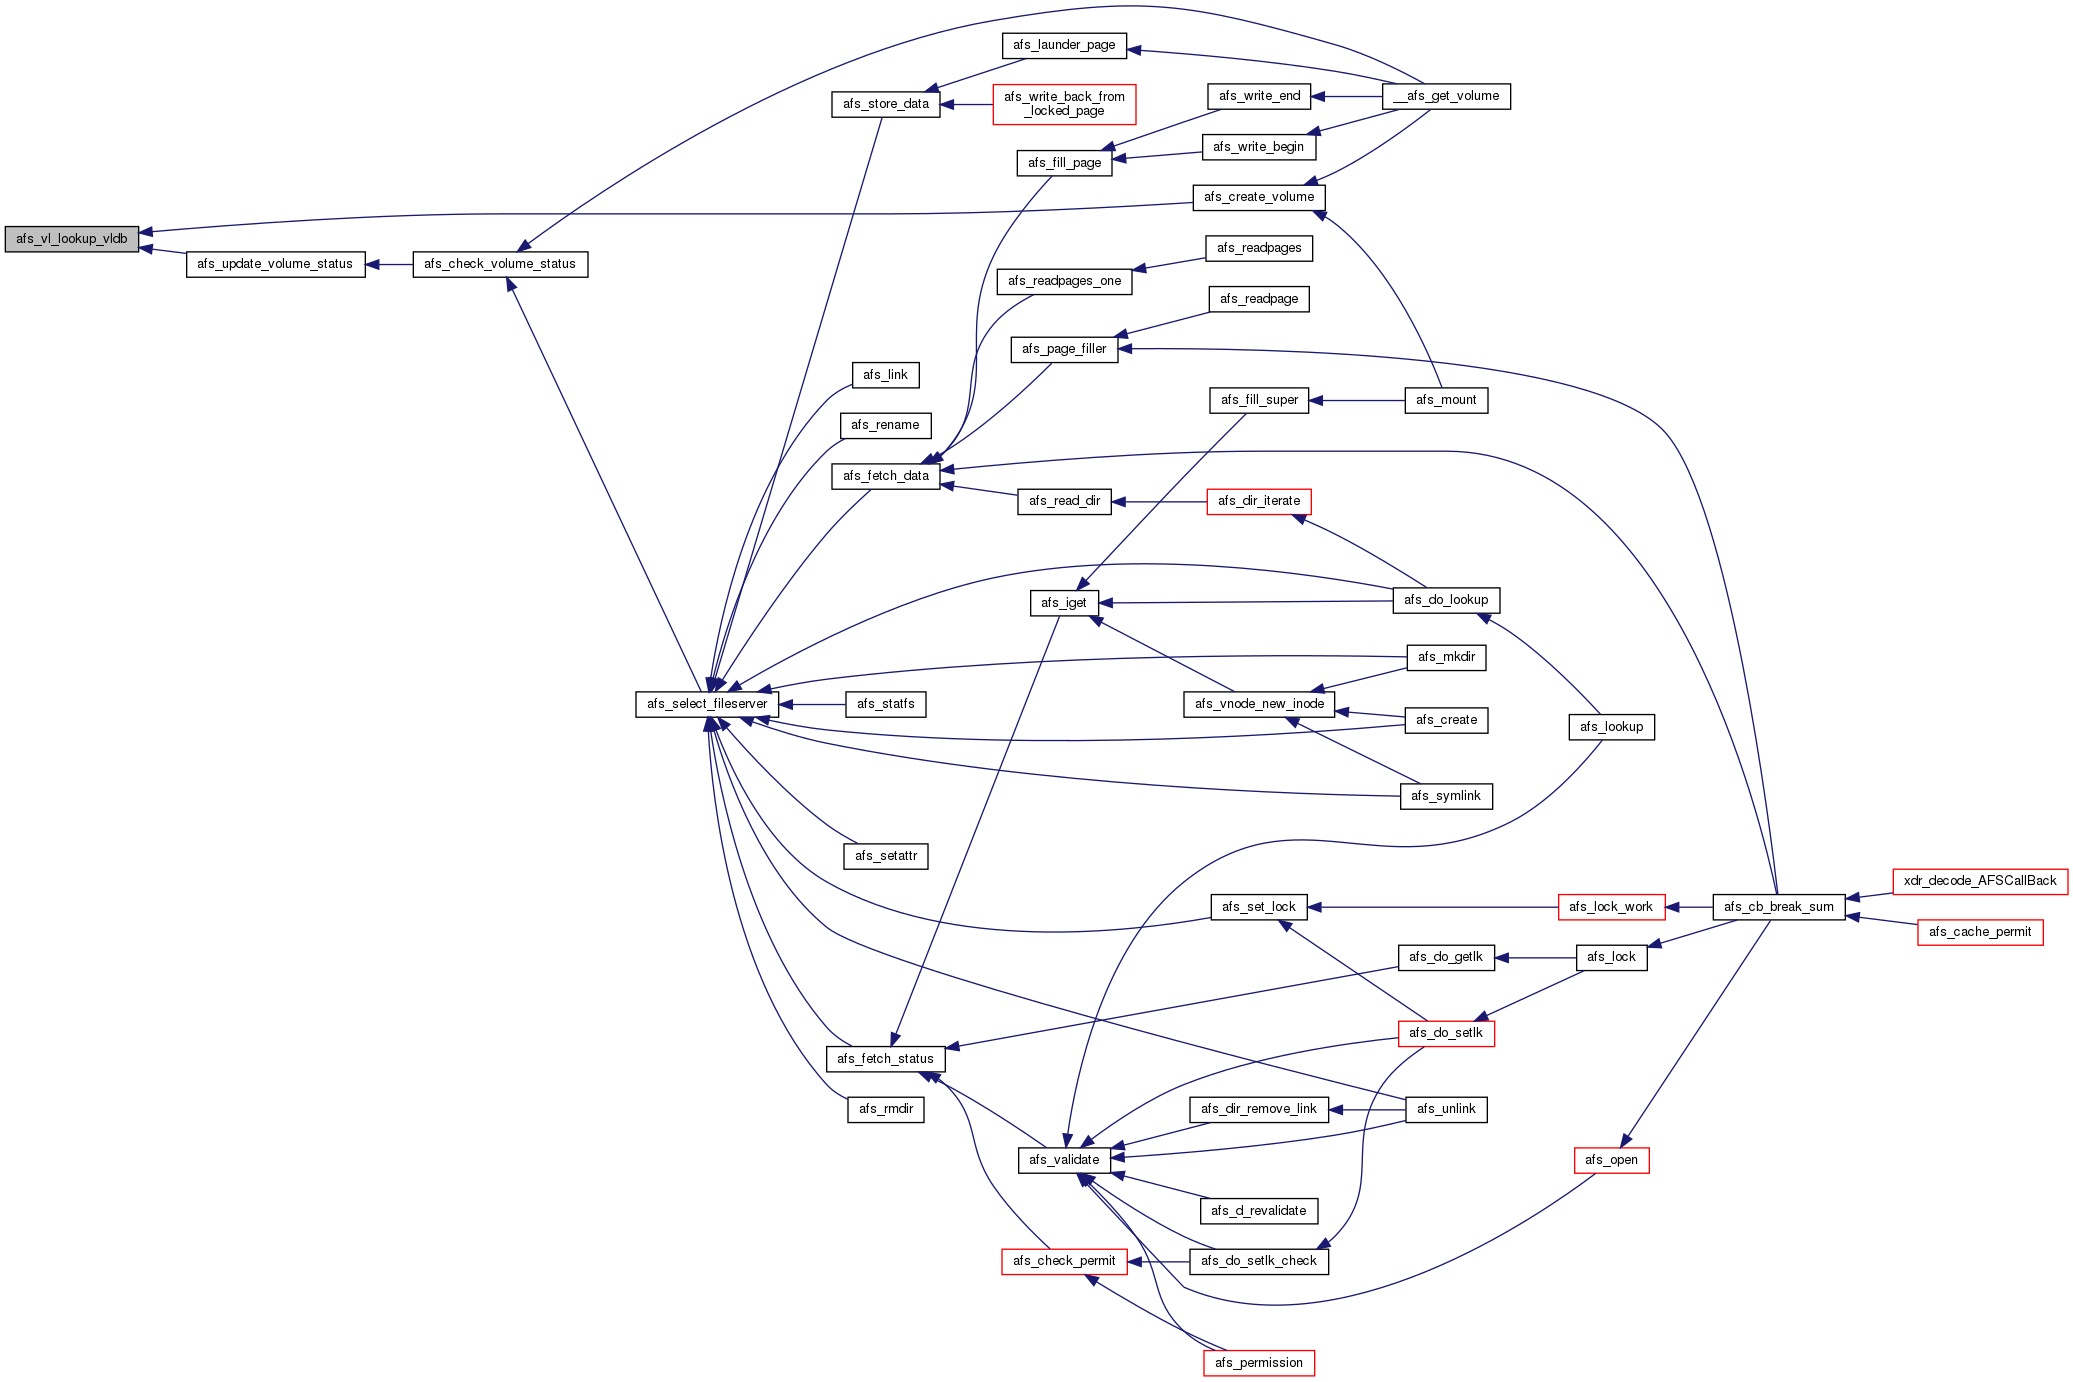 afs_vl_lookup_vldb
afs_update_volume_status
afs_check_volume_status
afs_select_fileserver
afs_store_data
afs_link
afs_rename
afs_fetch_data
afs_statfs
afs_setattr
afs_fetch_status
afs_rmdir
afs_launder_page
afs_write_back_from
_locked_page
afs_fill_page
afs_readpages_one
afs_page_filler
afs_read_dir
afs_iget
afs_validate
afs_check_permit
afs_write_end
afs_write_begin
afs_create_volume
afs_readpages
afs_readpage
afs_fill_super
afs_dir_iterate
afs_vnode_new_inode
afs_set_lock
afs_dir_remove_link
afs_d_revalidate
afs_do_setlk_check
afs_permission
__afs_get_volume
afs_mount
afs_do_lookup
afs_mkdir
afs_create
afs_symlink
afs_do_getlk
afs_do_setlk
afs_unlink
afs_lookup
afs_lock_work
afs_lock
afs_open
afs_cb_break_sum
xdr_decode_AFSCallBack
afs_cache_permit